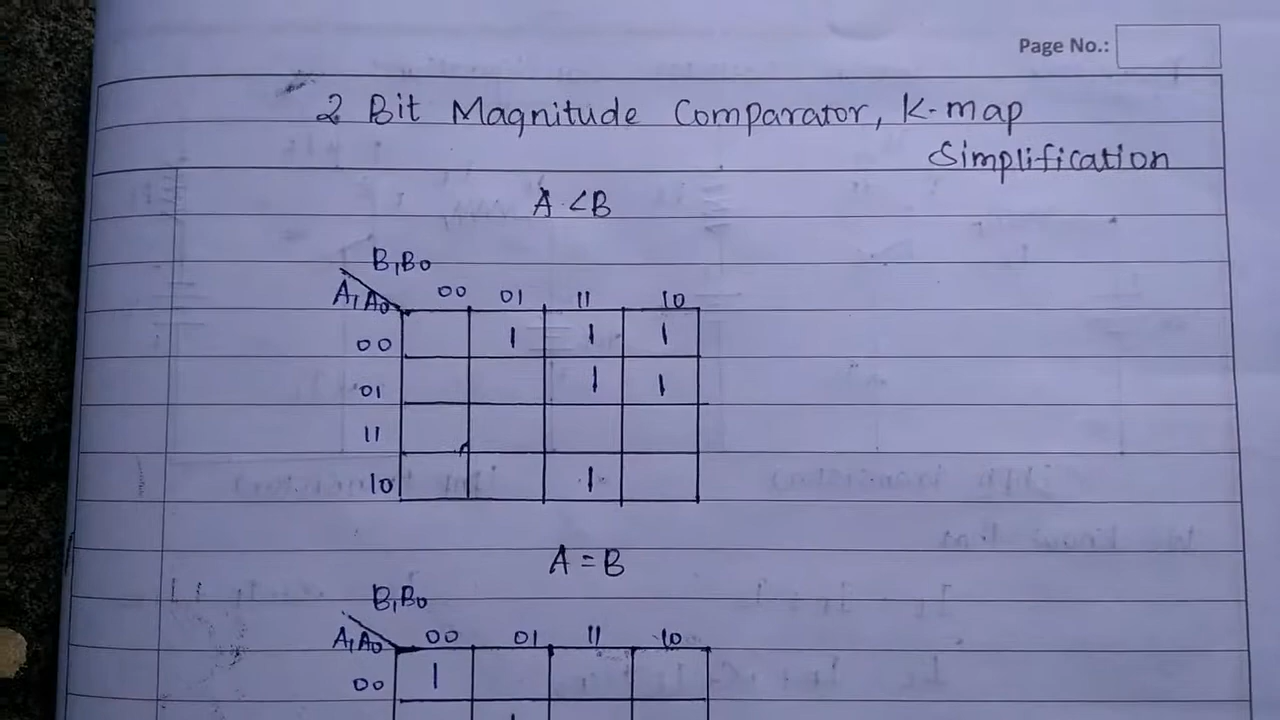 Page No.:
2 Bit Magnitude Comparator, K-map
Simplification
A < B
B1B0
A1A0 00 01 11 10
00 1 1 1
01 1 1
11
10 1
A = B
B1B0
A1A0 00 01 11 10
00 1